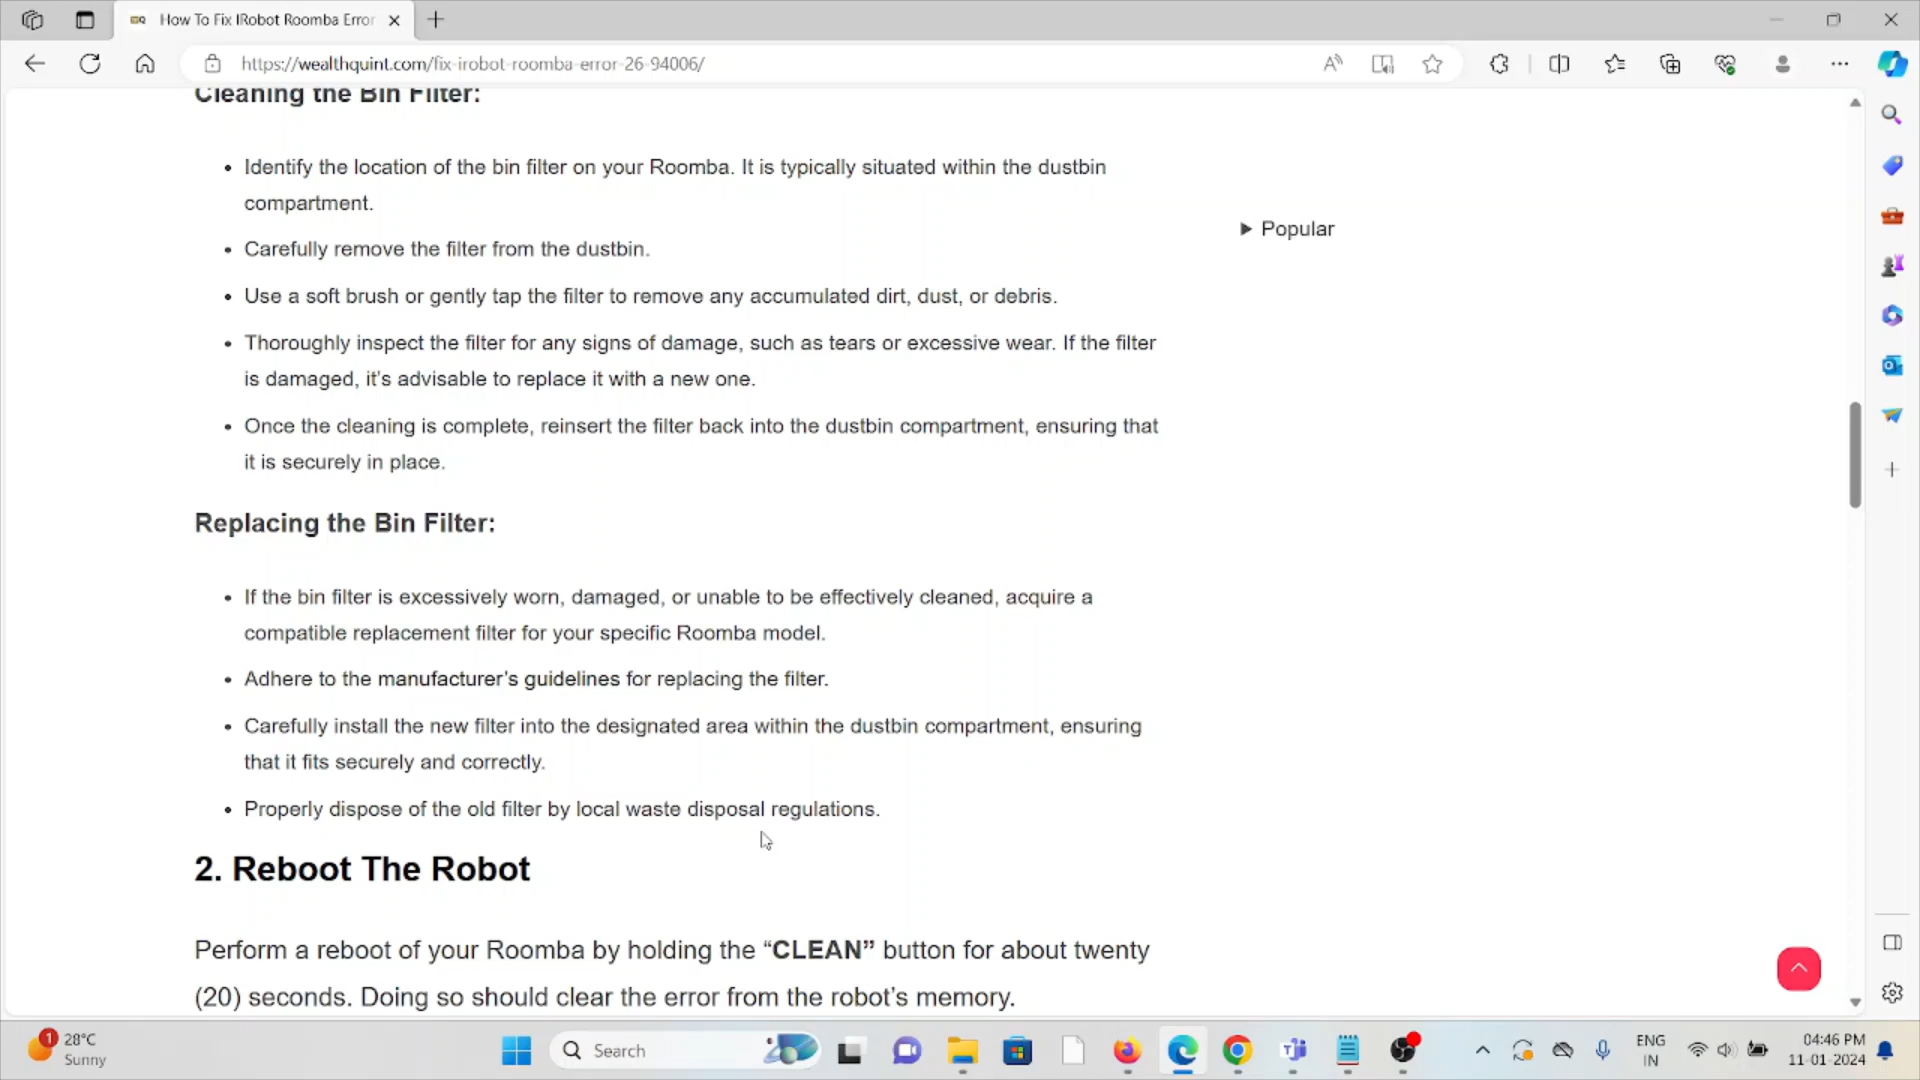 How To Fix IRobot Roomba Error
https://wealthquint.com/fix-irobot-roomba-error-26-94006/
Cleaning the Bin Filter:
Identify the location of the bin filter on your Roomba. It is typically situated within the dustbin
compartment.
Popular
Carefully remove the filter from the dustbin.
Use a soft brush or gently tap the filter to remove any accumulated dirt, dust, or debris.
Thoroughly inspect the filter for any signs of damage, such as tears or excessive wear. If the filter
is damaged, it's advisable to replace it with a new one.
Once the cleaning is complete, reinsert the filter back into the dustbin compartment, ensuring that
it is securely in place.
Replacing the Bin Filter:
If the bin filter is excessively worn, damaged, or unable to be effectively cleaned, acquire a
compatible replacement filter for your specific Roomba model.
Adhere to the manufacturer's guidelines for replacing the filter.
Carefully install the new filter into the designated area within the dustbin compartment, ensuring
that it fits securely and correctly.
Properly dispose of the old filter by local waste disposal regulations.
2. Reboot The Robot
Perform a reboot of your Roomba by holding the “CLEAN” button for about twenty
(20) seconds. Doing so should clear the error from the robot's memory.
1
28°C
Sunny
Search
ENG
IN
04:46 PM
11-01-2024